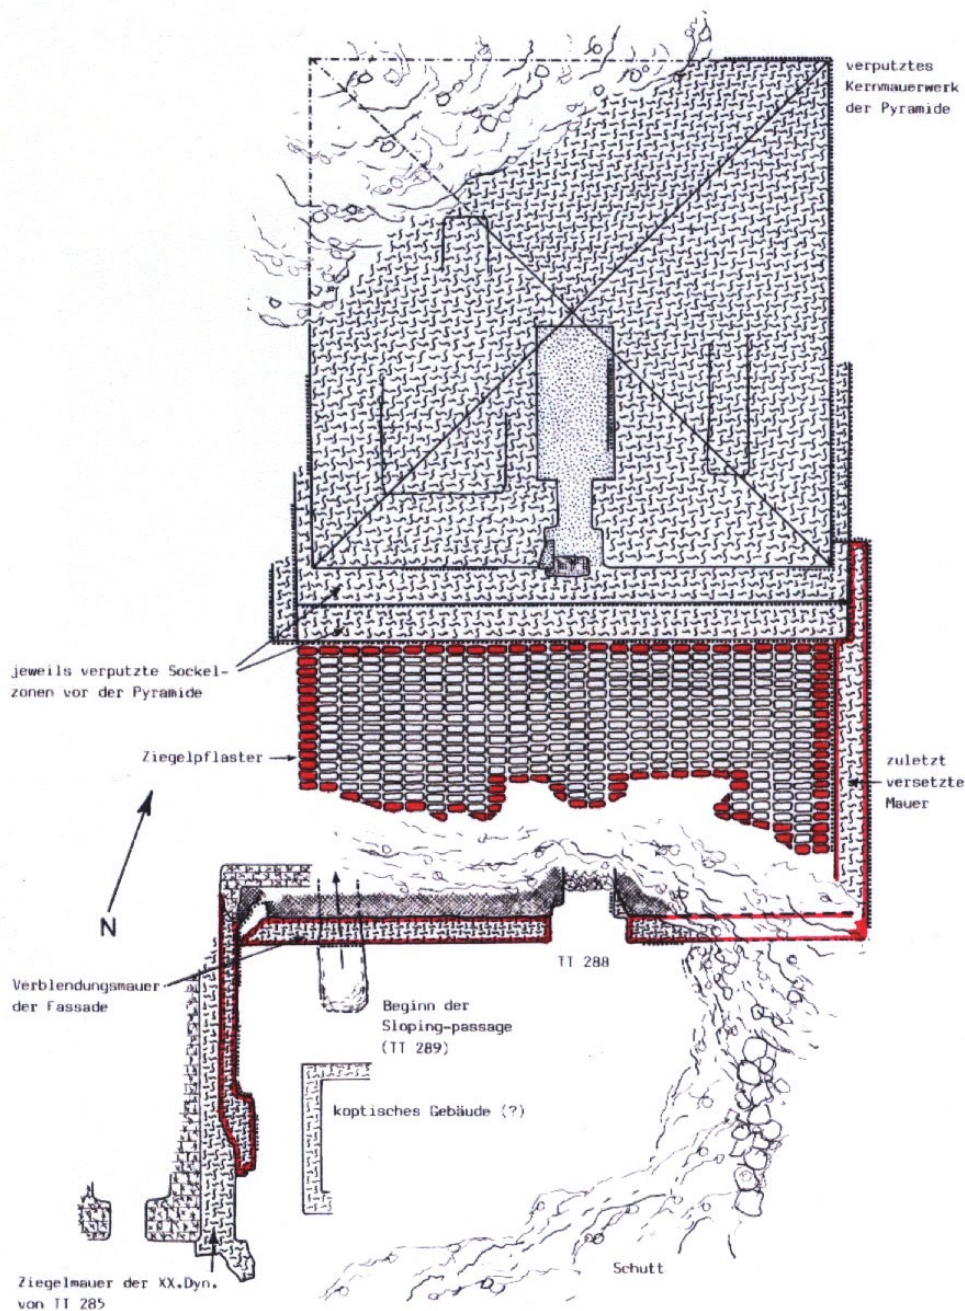 verputztes
Kernmauerwerk
der Pyramide
jeweils verputzte Sockel-
zonen vor der Pyramide
Ziegelpflaster
zuletzt
versetzte
Mauer
N
TT 288
Verblendungsmauer
der Fassade
Beginn der
Sloping-passage
(TT 289)
koptisches Gebäude (?)
Schutt
Ziegelmauer der XX.Dyn.
von TT 285